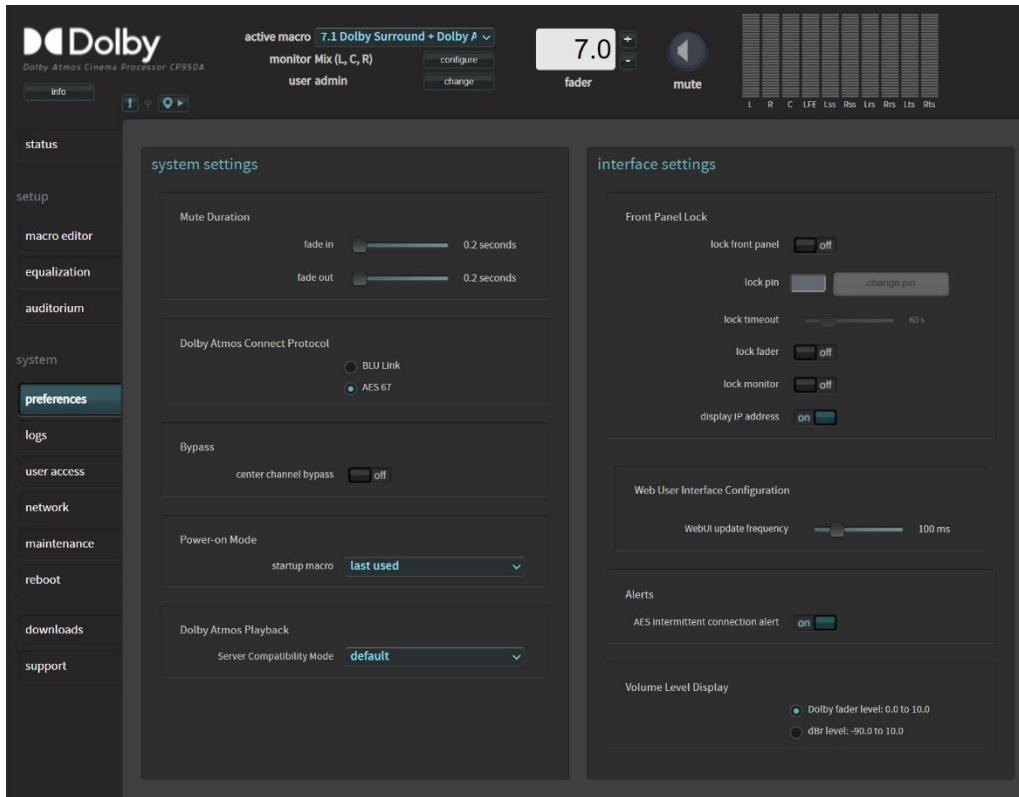 Dolby
Dolby Atmos Cinema Processor CP950A
info
active macro 7.1 Dolby Surround + Dolby A
monitor Mix (L, C, R) configure
user admin change
7.0
+
-
fader
mute
L R C LFE Lss Rss Lrs Rrs Lts Rts
status
setup
macro editor
equalization
auditorium
system
preferences
logs
user access
network
maintenance
reboot
downloads
support
system settings
Mute Duration
fade in 0.2 seconds
fade out 0.2 seconds
Dolby Atmos Connect Protocol
BLU Link
AES 67
Bypass
center channel bypass off
Power-on Mode
startup macro last used
Dolby Atmos Playback
Server Compatibility Mode default
interface settings
Front Panel Lock
lock front panel off
lock pin change pin
lock timeout 60 s
lock fader off
lock monitor off
display IP address on
Web User Interface Configuration
WebUI update frequency 100 ms
Alerts
AES intermittent connection alert on
Volume Level Display
Dolby fader level: 0.0 to 10.0
dBr level: -90.0 to 10.0